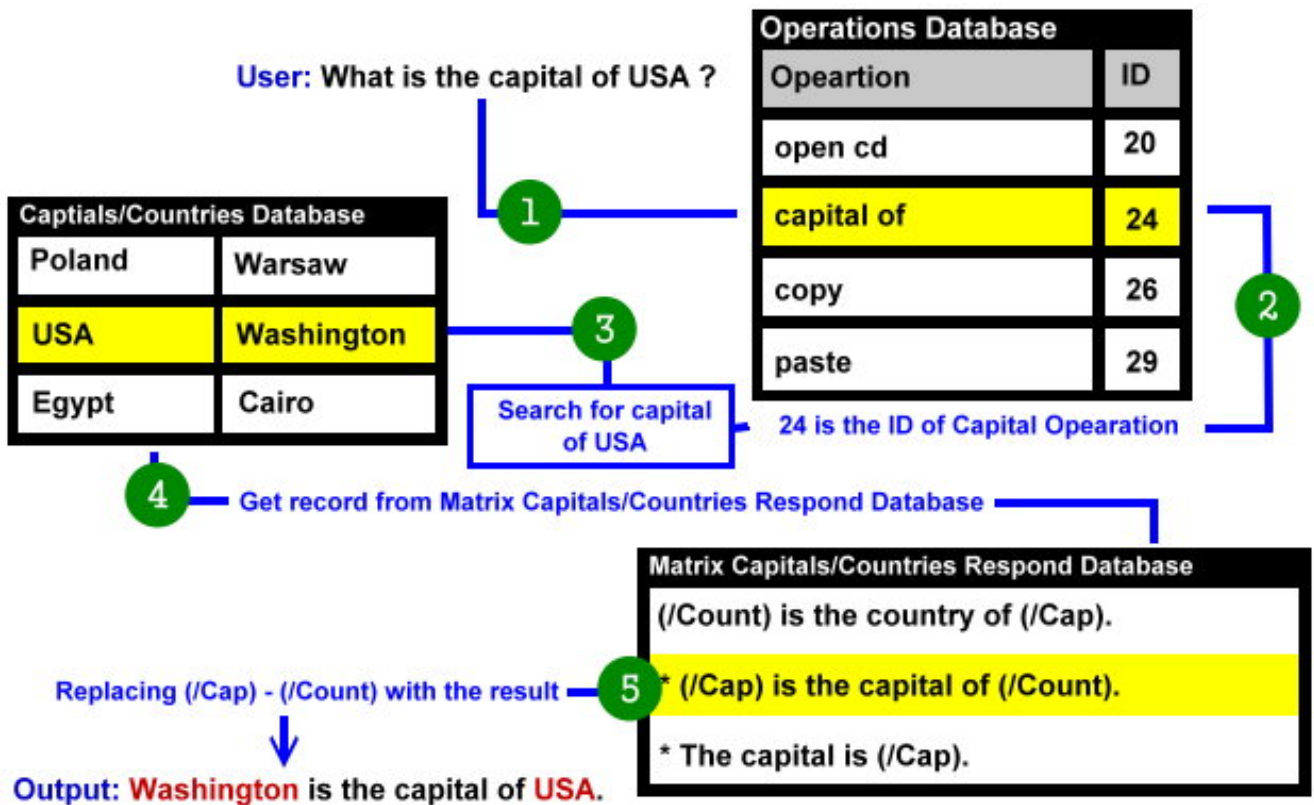 User: What is the capital of USA ?
Operations Database
Opeartion ID
open cd 20
capital of 24
copy 26
paste 29
1
2
Captials/Countries Database
Poland Warsaw
USA Washington
Egypt Cairo
3
Search for capital
of USA
24 is the ID of Capital Opearation
4
Get record from Matrix Capitals/Countries Respond Database
Matrix Capitals/Countries Respond Database
(/Count) is the country of (/Cap).
* (/Cap) is the capital of (/Count).
* The capital is (/Cap).
5
Replacing (/Cap) - (/Count) with the result
Output: Washington is the capital of USA.